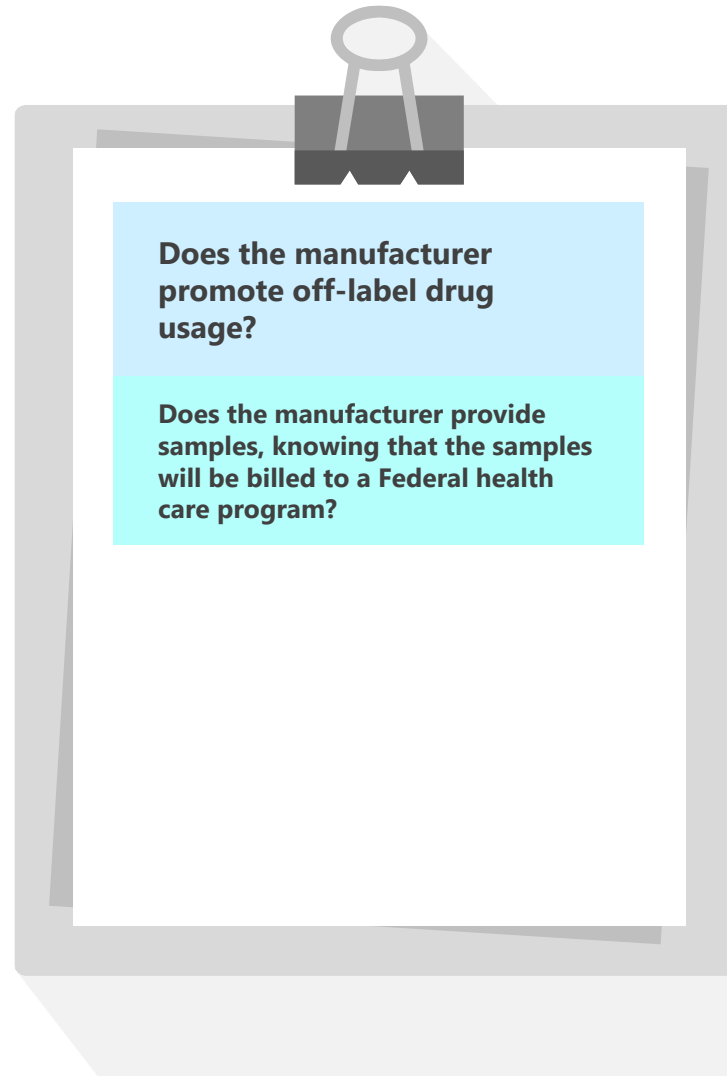 Does the manufacturer
promote off-label drug
usage?
Does the manufacturer provide
samples, knowing that the samples
will be billed to a Federal health
care program?